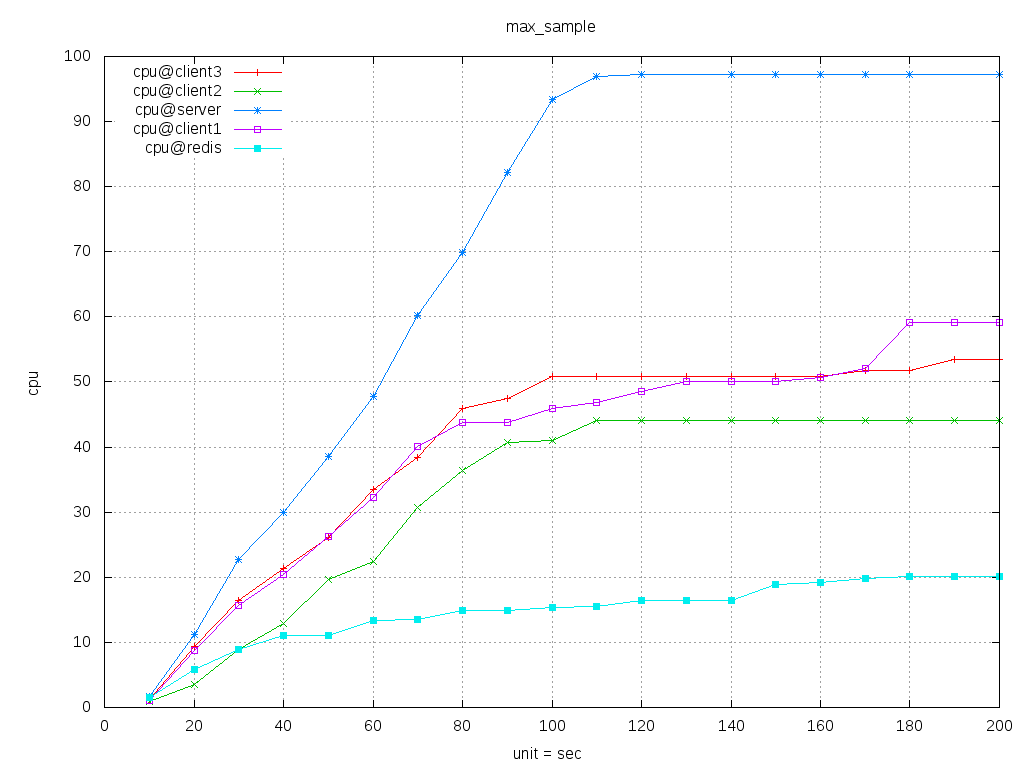 max_sample
cpu@client3
cpu@client2
cpu@server
cpu@client1
cpu@redis
100
90
80
70
60
50
40
30
20
10
0
cpu
0 20 40 60 80 100 120 140 160 180 200
unit = sec